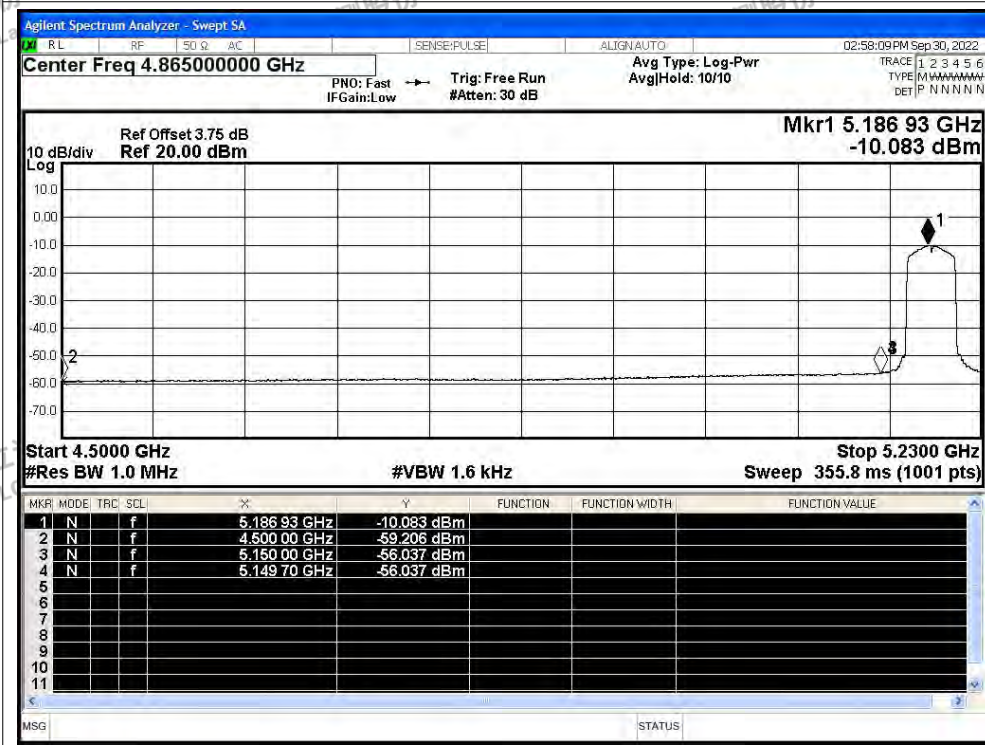 Agilent Spectrum Analyzer - Swept SA
LXI RL RF 50 Ω AC SENSE:PULSE ALIGN AUTO 02:58:09 PM Sep 30, 2022
Center Freq 4.865000000 GHz
PNO: Fast
IFGain:Low
Trig: Free Run
#Atten: 30 dB
Avg Type: Log-Pwr
Avg|Hold: 10/10
TRACE 1 2 3 4 5 6
TYPE M WWWWW
DET P N N N N N
Mkr1 5.186 93 GHz
-10.083 dBm
Ref Offset 3.75 dB
10 dB/div Ref 20.00 dBm
Log
10.0
0.00
-10.0
-20.0
-30.0
-40.0
-50.0
-60.0
-70.0
1
2
3
Start 4.5000 GHz Stop 5.2300 GHz
#Res BW 1.0 MHz #VBW 1.6 kHz Sweep 355.8 ms (1001 pts)
MKR MODE TRC SCL X Y FUNCTION FUNCTION WIDTH FUNCTION VALUE
1 N f 5.186 93 GHz -10.083 dBm
2 N f 4.500 00 GHz -59.206 dBm
3 N f 5.150 00 GHz -56.037 dBm
4 N f 5.149 70 GHz -56.037 dBm
5
6
7
8
9
10
11
MSG STATUS